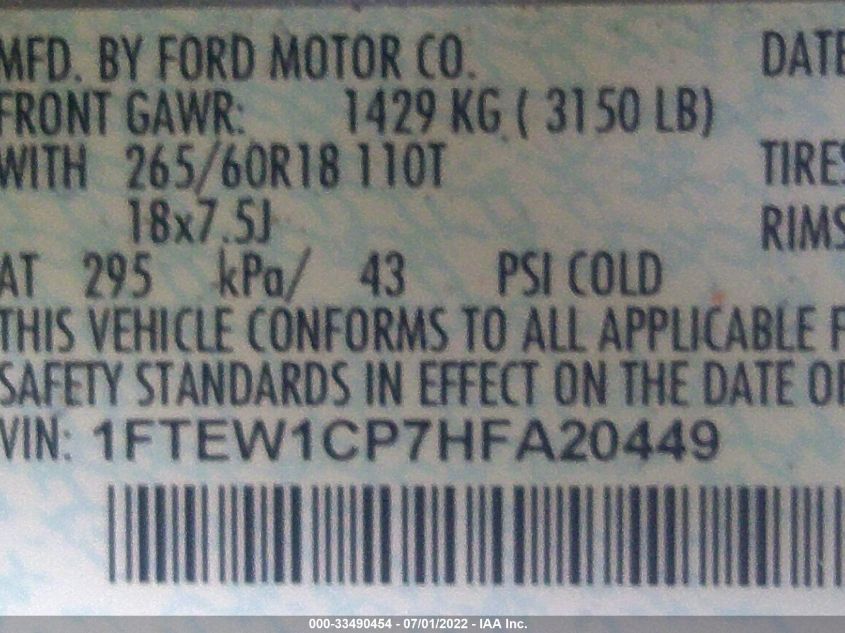 MFD. BY FORD MOTOR CO. DATE
FRONT GAWR: 1429 KG ( 3150 LB)
WITH 265/60R18 110T TIRES
18x7.5J RIMS
AT 295 kPa/ 43 PSI COLD
THIS VEHICLE CONFORMS TO ALL APPLICABLE F
SAFETY STANDARDS IN EFFECT ON THE DATE OF
VIN: 1FTEW1CP7HFA20449
000-33490454 - 07/01/2022 - IAA Inc.